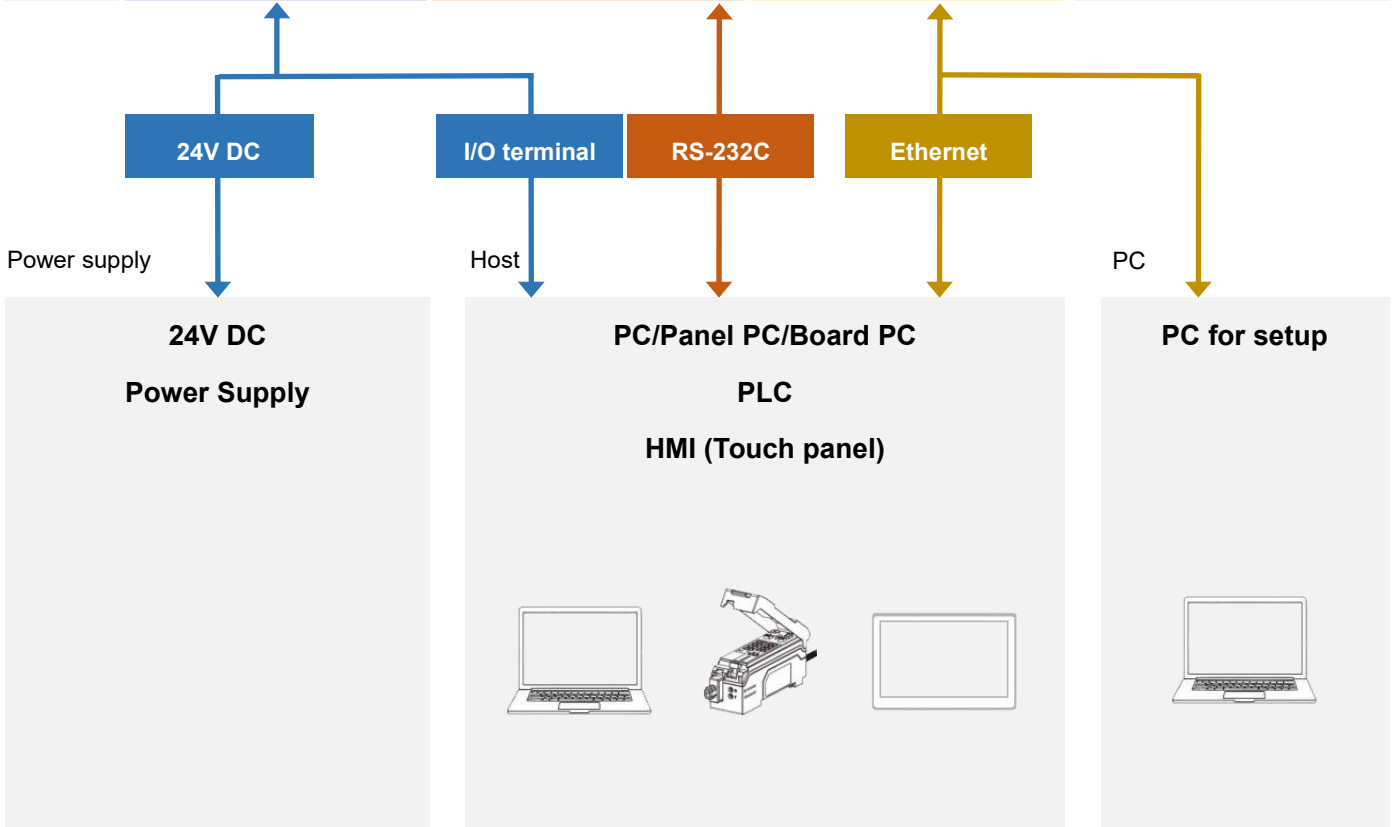 24V DC
I/O terminal
RS-232C
Ethernet
Power supply
Host
PC
24V DC
Power Supply
PC/Panel PC/Board PC
PLC
HMI (Touch panel)
PC for setup